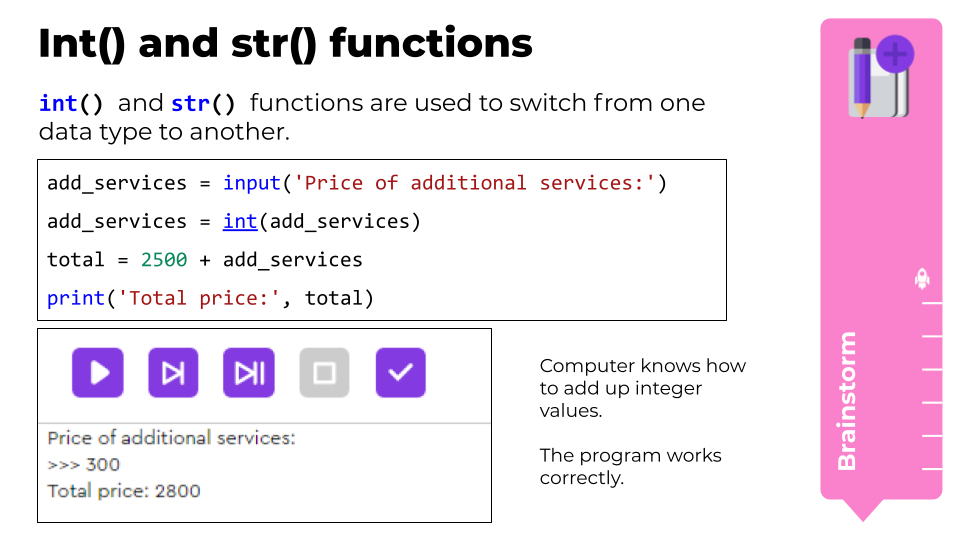 Int() and str() functions
int() and str() functions are used to switch from one
data type to another.
add_services = input('Price of additional services:')
add_services = int(add_services)
total = 2500 + add_services
print('Total price:', total)
Price of additional services:
>>> 300
Total price: 2800
Computer knows how
to add up integer
values.
The program works
correctly.
Brainstorm